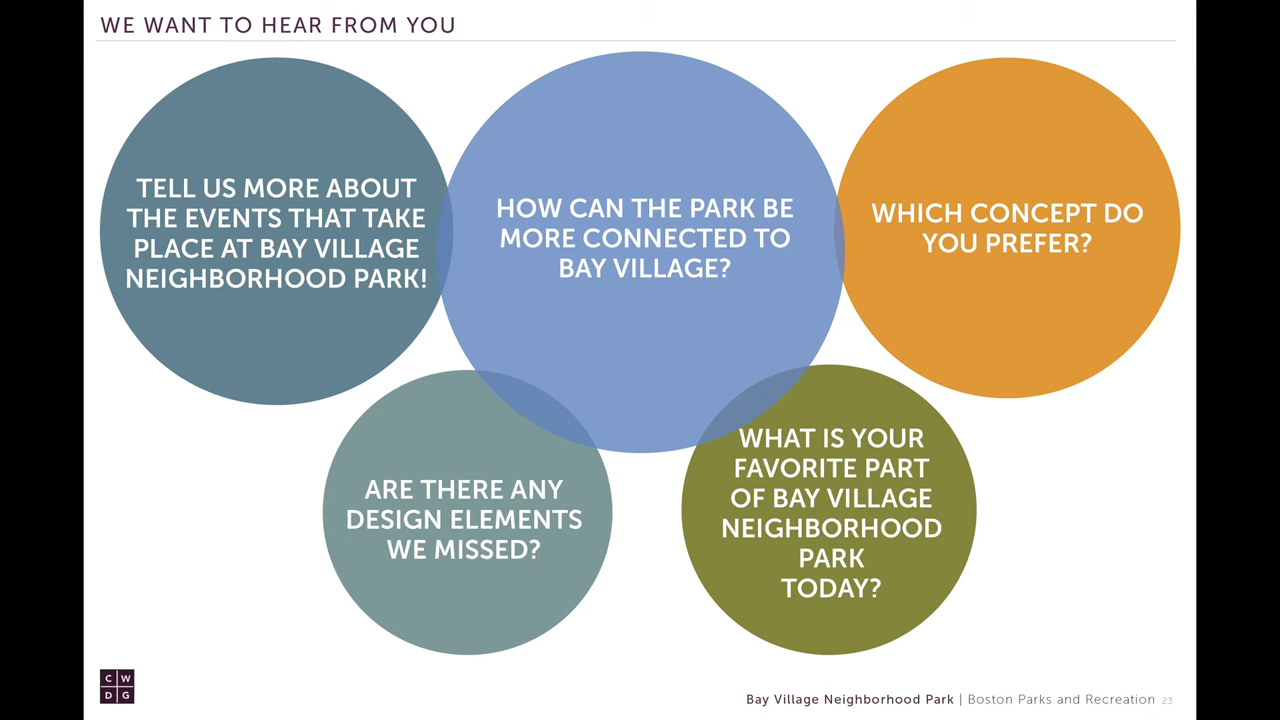 WE WANT TO HEAR FROM YOU
TELL US MORE ABOUT
THE EVENTS THAT TAKE
PLACE AT BAY VILLAGE
NEIGHBORHOOD PARK!
HOW CAN THE PARK BE
MORE CONNECTED TO
BAY VILLAGE?
WHICH CONCEPT DO
YOU PREFER?
ARE THERE ANY
DESIGN ELEMENTS
WE MISSED?
WHAT IS YOUR
FAVORITE PART
OF BAY VILLAGE
NEIGHBORHOOD
PARK
TODAY?
C W
D G
Bay Village Neighborhood Park | Boston Parks and Recreation 23